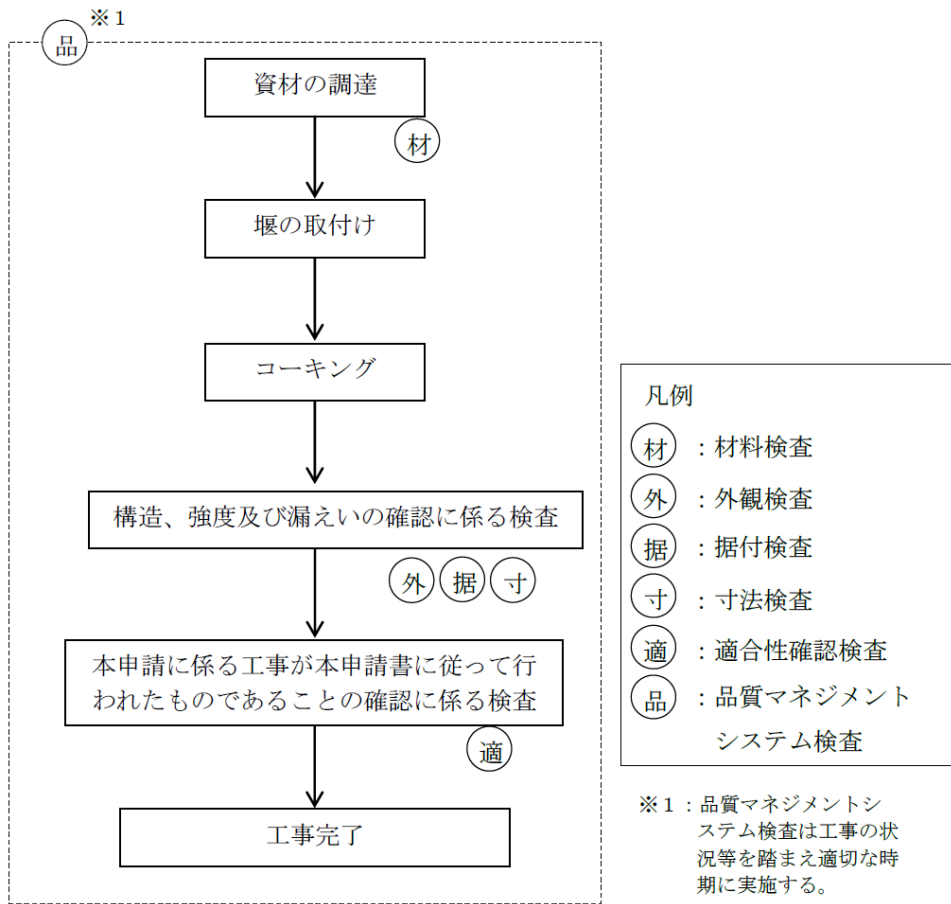 ※１
品
資材の調達
材
堰の取付け
コーキング
構造、強度及び漏えいの確認に係る検査
外 据 寸
本申請に係る工事が本申請書に従って行
われたものであることの確認に係る検査
適
工事完了
凡例
材 ：材料検査
外 ：外観検査
据 ：据付検査
寸 ：寸法検査
適 ：適合性確認検査
品 ：品質マネジメント
システム検査
※１：品質マネジメントシ
ステム検査は工事の状
況等を踏まえ適切な時
期に実施する。